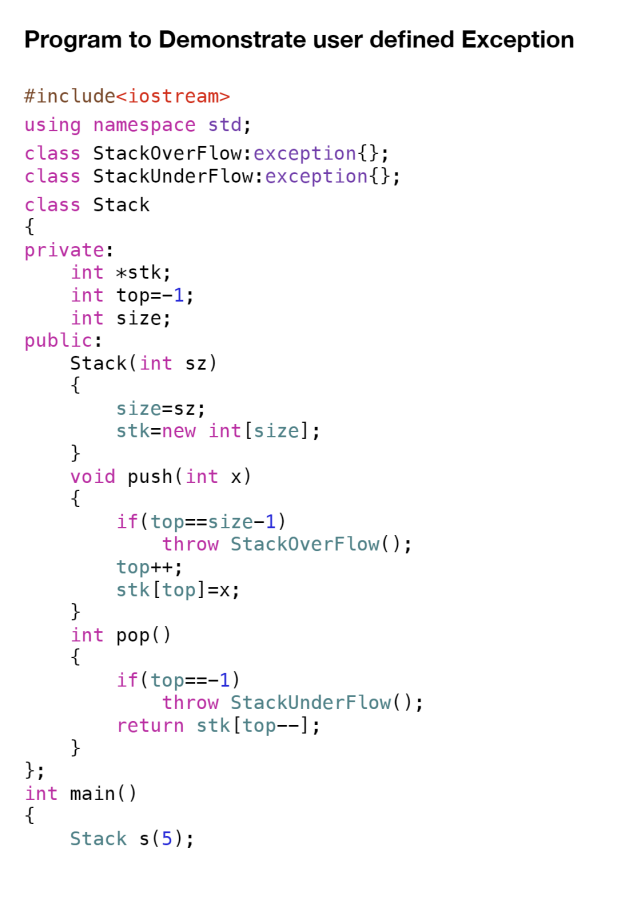 Program to Demonstrate user defined Exception
#include<iostream>
using namespace std;
class StackOverFlow:exception{};
class StackUnderFlow:exception{};
class Stack
{
private:
    int *stk;
    int top=-1;
    int size;
public:
    Stack(int sz)
    {
        size=sz;
        stk=new int[size];
    }
    void push(int x)
    {
        if(top==size-1)
            throw StackOverFlow();
        top++;
        stk[top]=x;
    }
    int pop()
    {
        if(top==-1)
            throw StackUnderFlow();
        return stk[top--];
    }
};
int main()
{
    Stack s(5);